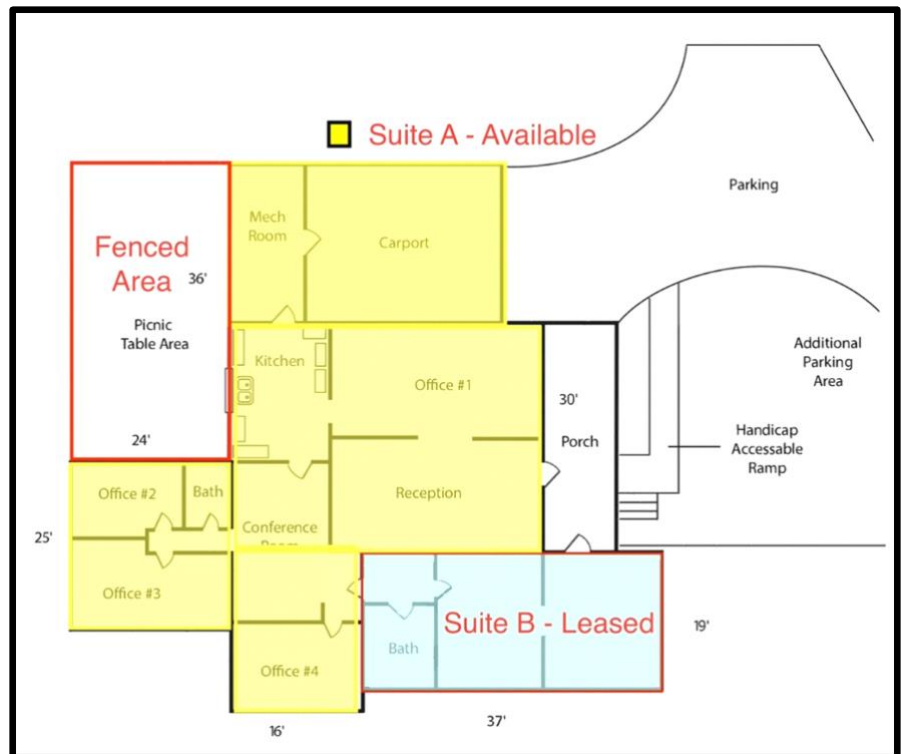 Suite A - Available
Parking
Mech
Room
Carport
Fenced
Area
36'
Picnic
Table Area
24'
Kitchen
Office #1
30'
Porch
Additional
Parking
Area
Handicap
Accessable
Ramp
Reception
Conference
Office #2
Bath
25'
Office #3
Office #4
16'
Bath
Suite B - Leased
19'
37'